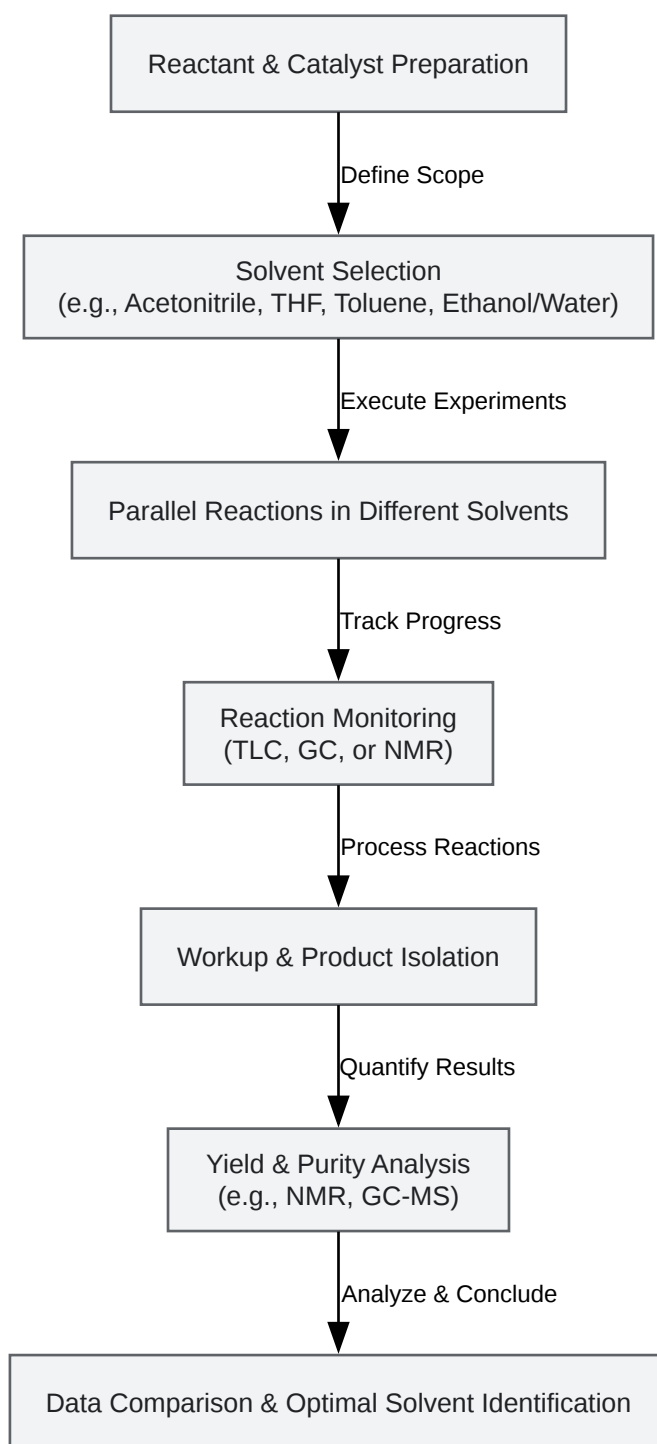 Reactant & Catalyst Preparation
Define Scope
Solvent Selection
(e.g., Acetonitrile, THF, Toluene, Ethanol/Water)
Execute Experiments
Parallel Reactions in Different Solvents
Track Progress
Reaction Monitoring
(TLC, GC, or NMR)
Process Reactions
Workup & Product Isolation
Quantify Results
Yield & Purity Analysis
(e.g., NMR, GC-MS)
Analyze & Conclude
Data Comparison & Optimal Solvent Identification